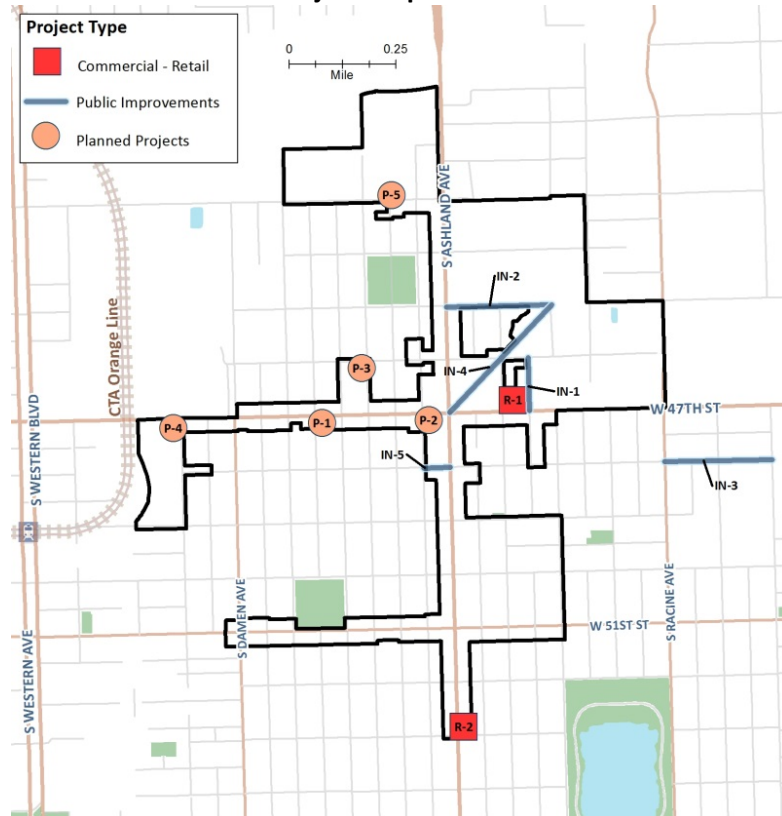 Project Type
Commercial - Retail
Public Improvements
Planned Projects
0
0.25
Mile
P-5
S ASHLAND AVE
IN-2
CTA Orange Line
P-3
IN-4
IN-1
R-1
S WESTERN BLVD
W 47TH ST
P-4
P-1
P-2
IN-5
IN-3
S DAMEN AVE
S RACINE AVE
W 51ST ST
S WESTERN AVE
R-2